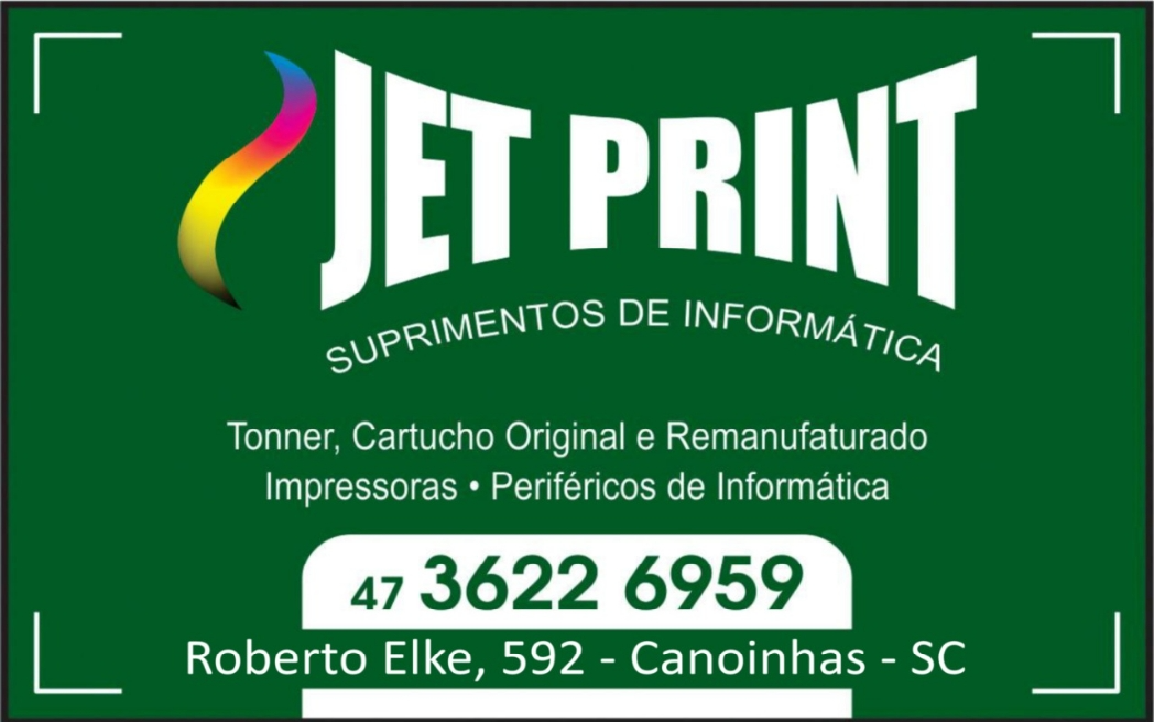 JET PRINT
SUPRIMENTOS DE INFORMÁTICA
Tonner, Cartucho Original e Remanufaturado
Impressoras • Periféricos de Informática
47 3622 6959
Roberto Elke, 592 - Canoinhas - SC